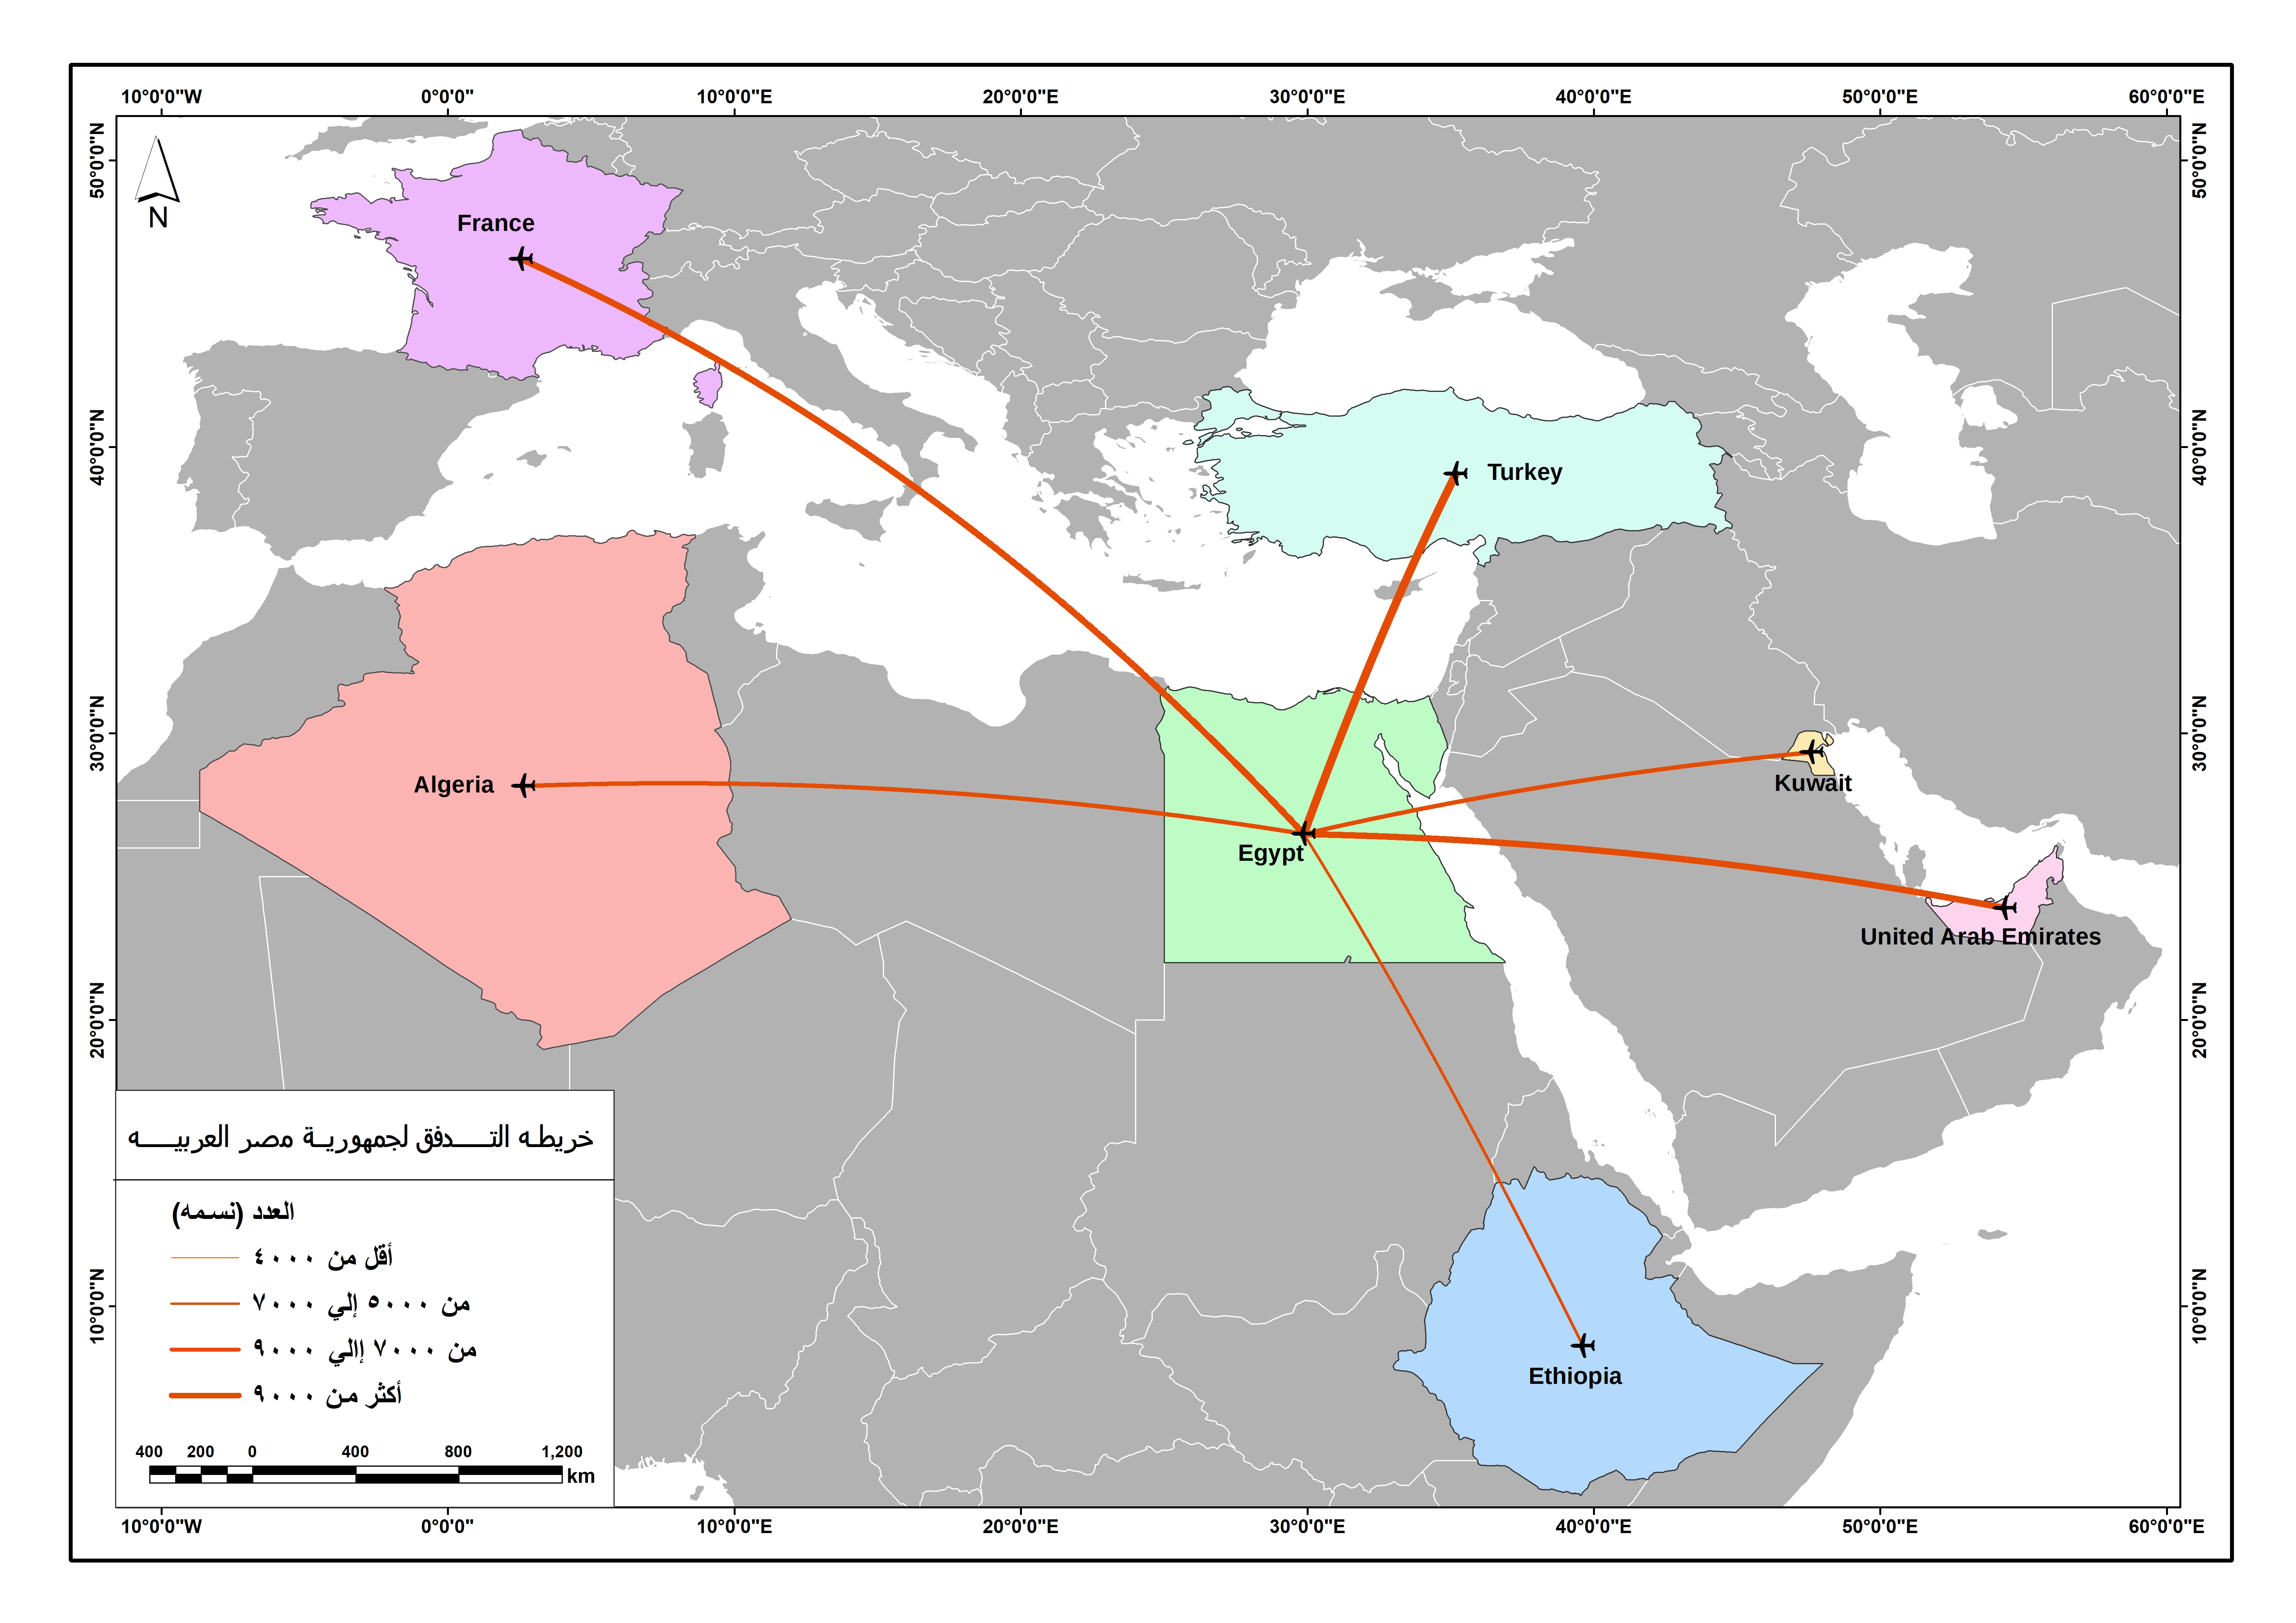 10°0'0"W 0°0'0" 10°0'0"E 20°0'0"E 30°0'0"E 40°0'0"E 50°0'0"E 60°0'0"E
50°0'0"N 50°0'0"N
N
France
40°0'0"N 40°0'0"N
Turkey
30°0'0"N 30°0'0"N
Algeria
Kuwait
Egypt
United Arab Emirates
20°0'0"N 20°0'0"N
خريطه التـــــدفق لجمهوريـة مصر العربيـــــه
العدد (نسمه)
أقل من ٤٠٠٠
من ٥٠٠٠ إلي ٧٠٠٠
من ٧٠٠٠ إالي ٩٠٠٠
أكثر من ٩٠٠٠
10°0'0"N 10°0'0"N
Ethiopia
400 200 0 400 800 1,200
km
10°0'0"W 0°0'0" 10°0'0"E 20°0'0"E 30°0'0"E 40°0'0"E 50°0'0"E 60°0'0"E